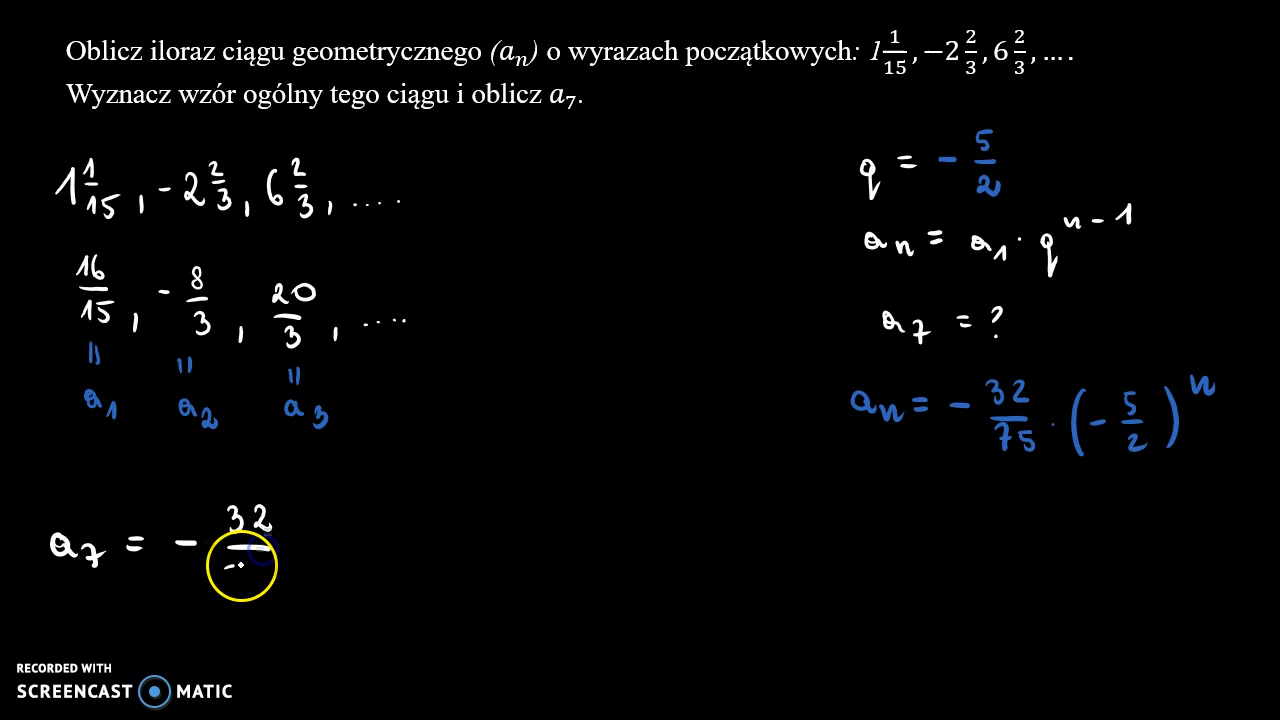 Oblicz iloraz ciągu geometrycznego (aₙ) o wyrazach początkowych: 1 1/15, −2 2/3, 6 2/3, ... .
Wyznacz wzór ogólny tego ciągu i oblicz a₇.
1 1/15, - 2 2/3, 6 2/3, ....
16/15, - 8/3, 20/3, ....
= = =
a₁ a₂ a₃
q = - 5/2
aₙ = a₁ · q^(n-1)
a₇ = ?
aₙ = - 32/75 · (- 5/2)^n
a₇ = - 32
RECORDED WITH
SCREENCAST MATIC